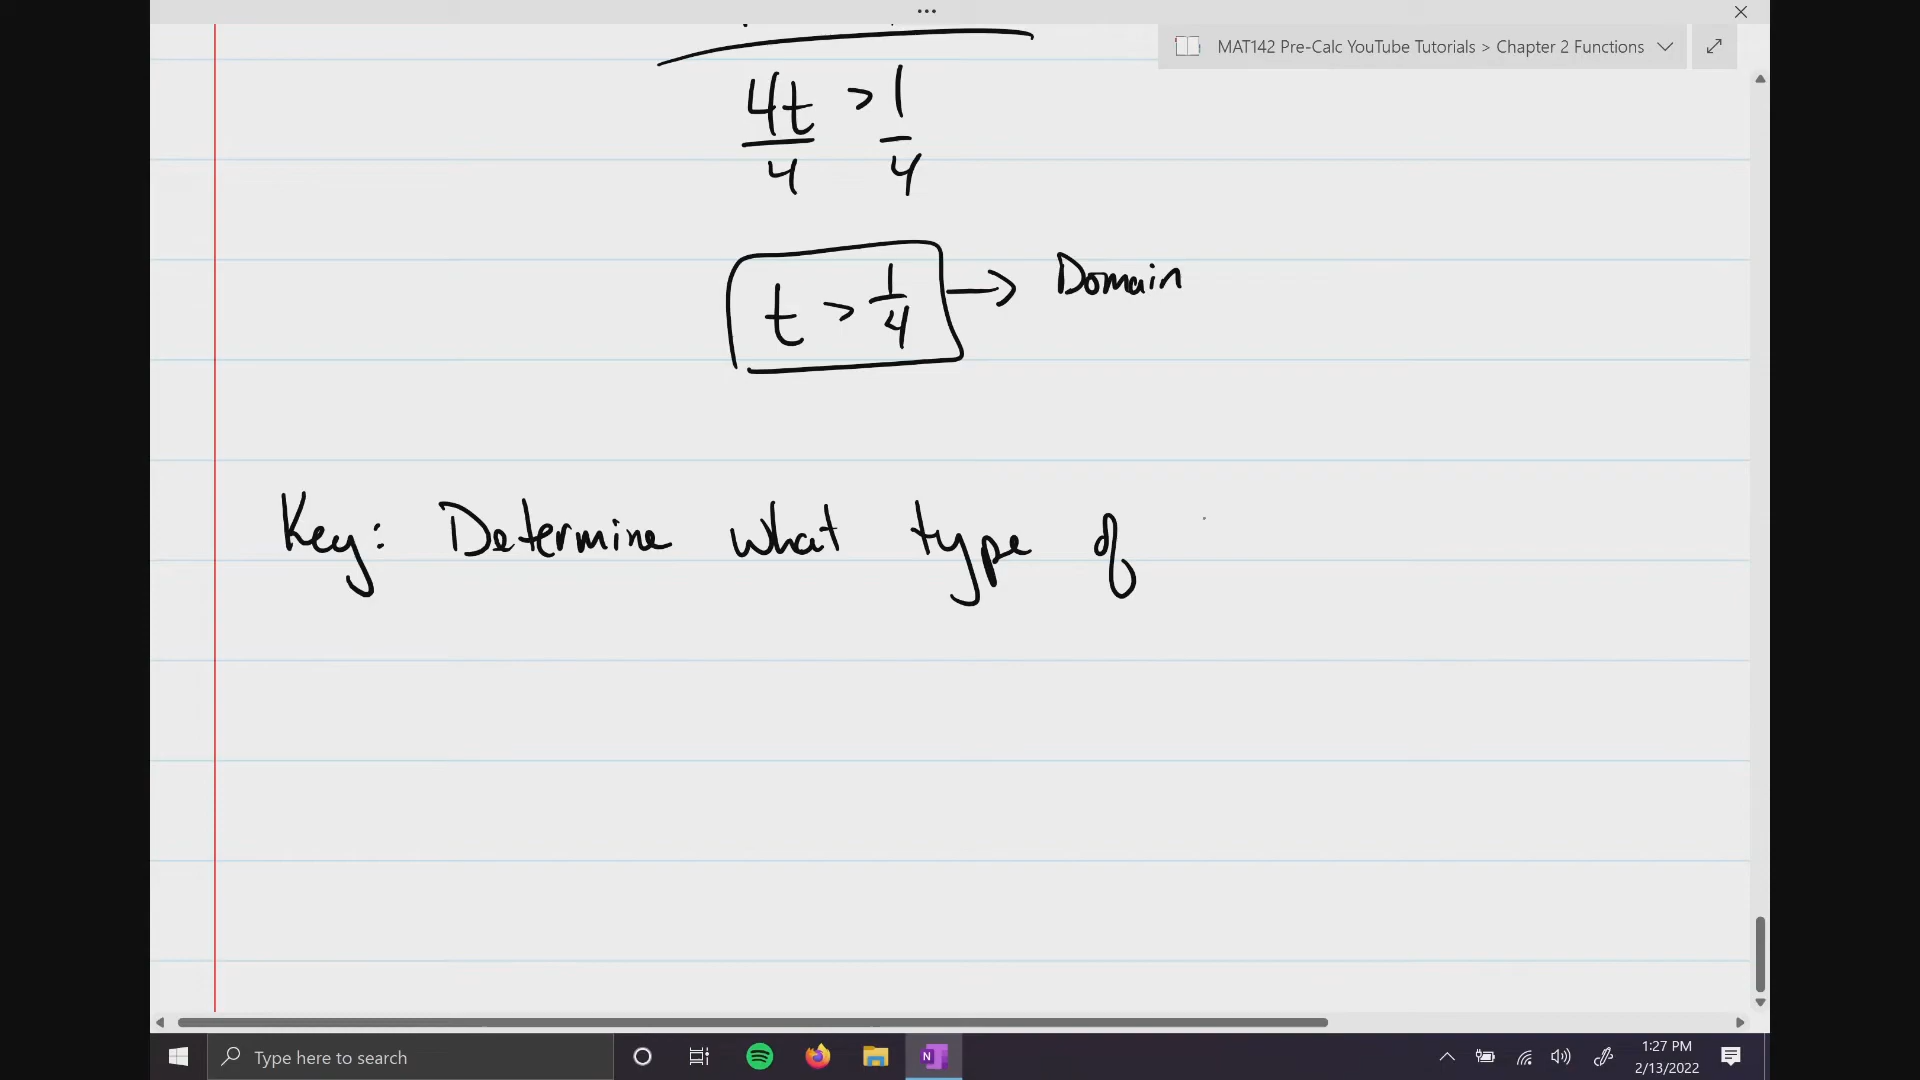 MAT142 Pre-Calc YouTube Tutorials > Chapter 2 Functions
4t > 1
4 4
t > 1/4 → Domain
Key: Determine what type of
Type here to search
1:27 PM
2/13/2022